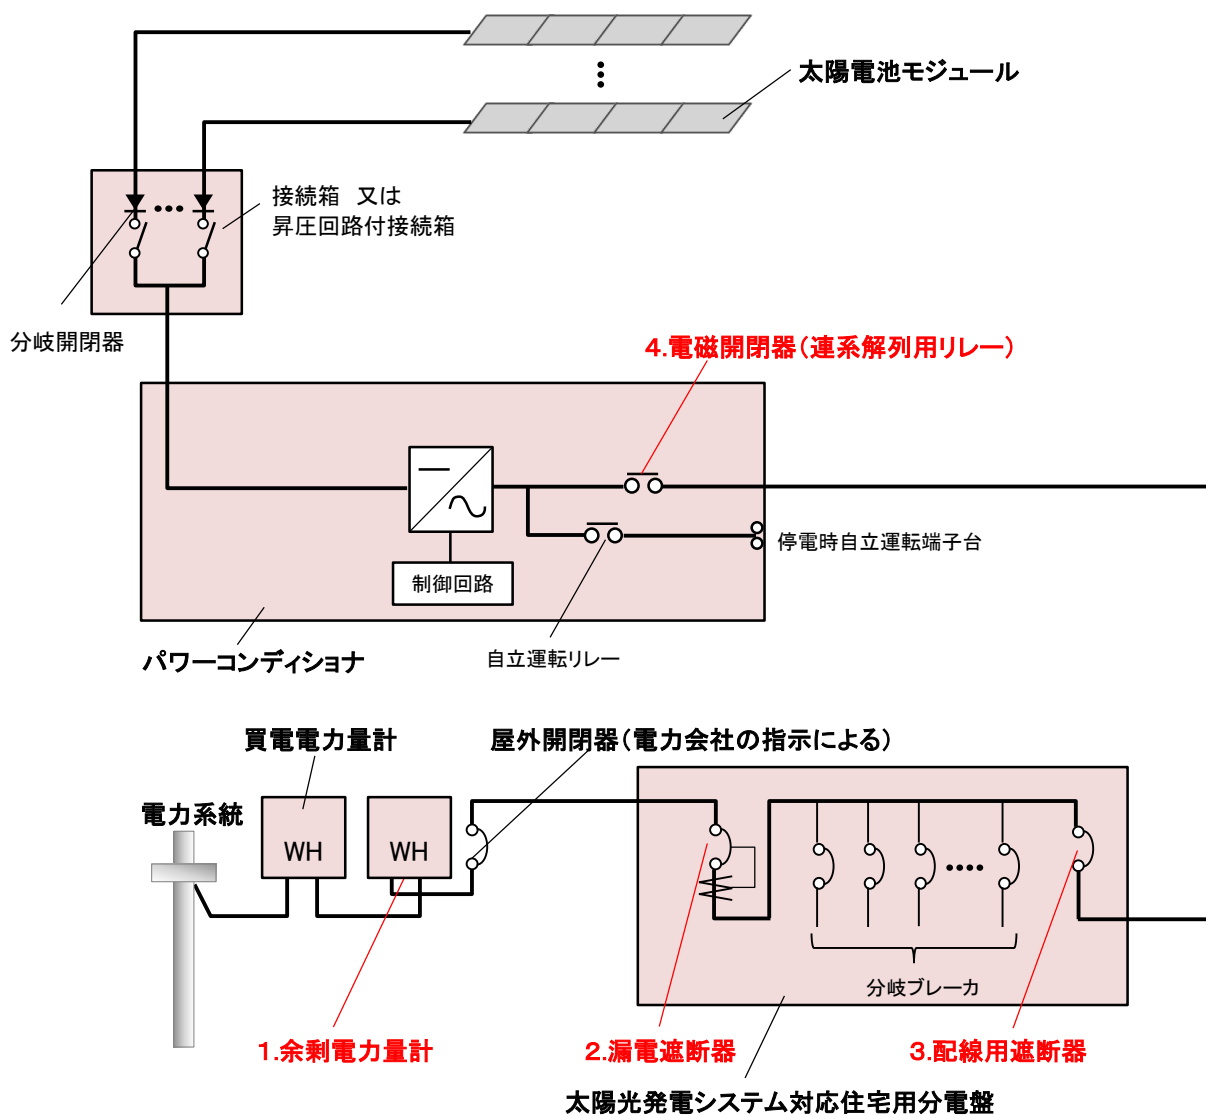 太陽電池モジュール
接続箱　又は
昇圧回路付接続箱
分岐開閉器
4.電磁開閉器（連系解列用リレー）
停電時自立運転端子台
制御回路
パワーコンディショナ
自立運転リレー
買電電力量計
屋外開閉器（電力会社の指示による）
電力系統
WH
WH
分岐ブレーカ
1.余剰電力量計
2.漏電遮断器
3.配線用遮断器
太陽光発電システム対応住宅用分電盤